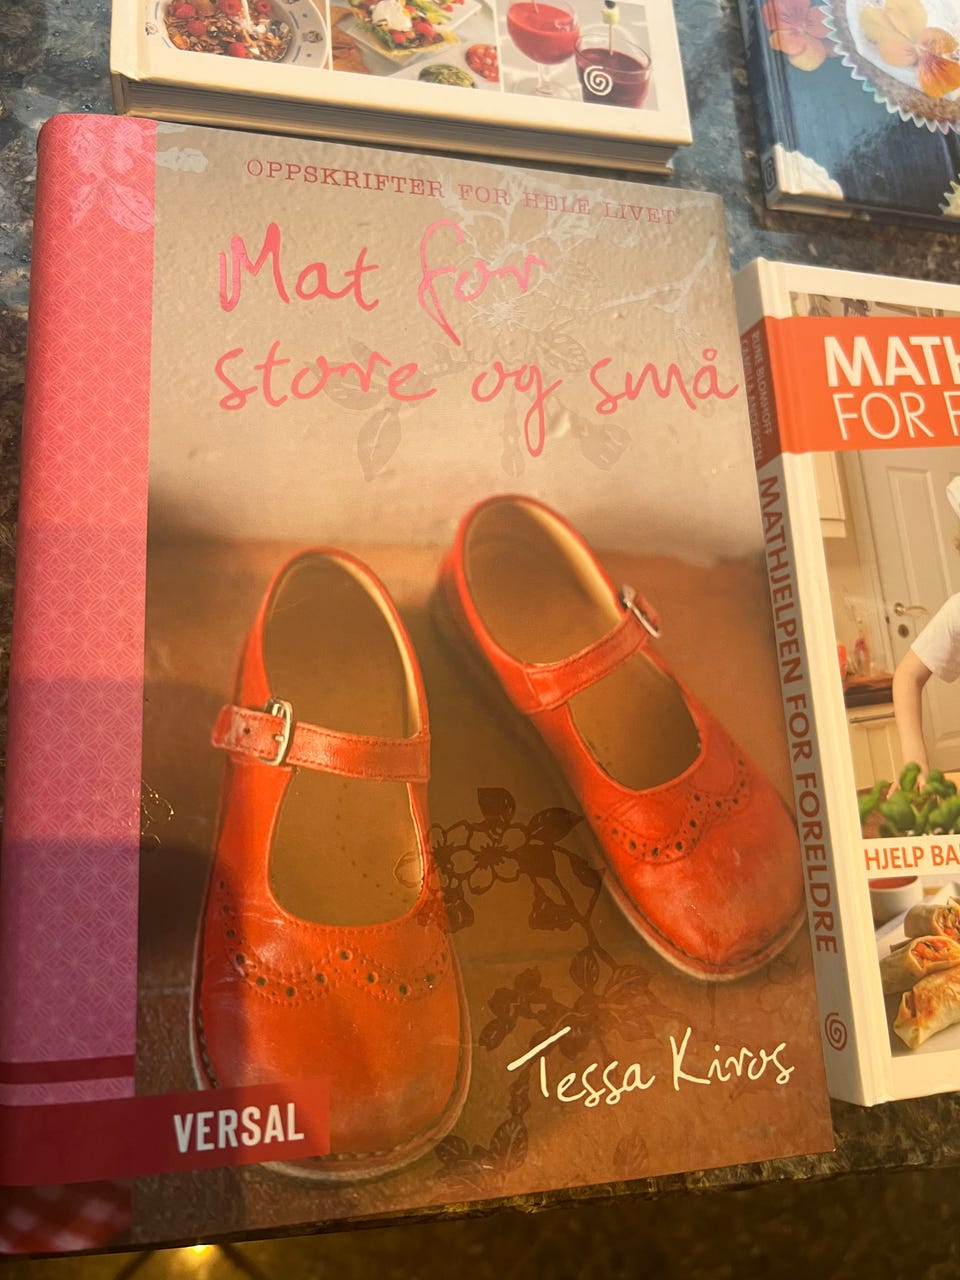 OPPSKRIFTER FOR HELE LIVET
Mat for
store og små
Tessa Kiros
VERSAL
MATHJELPEN FOR FORELDRE
MATH
FOR F
HJELP BA